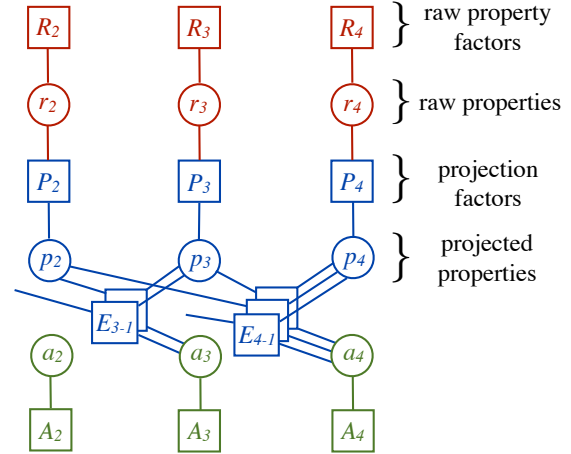 R2 R3 R4 raw property
factors
r2 r3 r4 raw properties
P2 P3 P4 projection
factors
p2 p3 p4 projected
properties
E3-1 E4-1
a2 a3 a4
A2 A3 A4